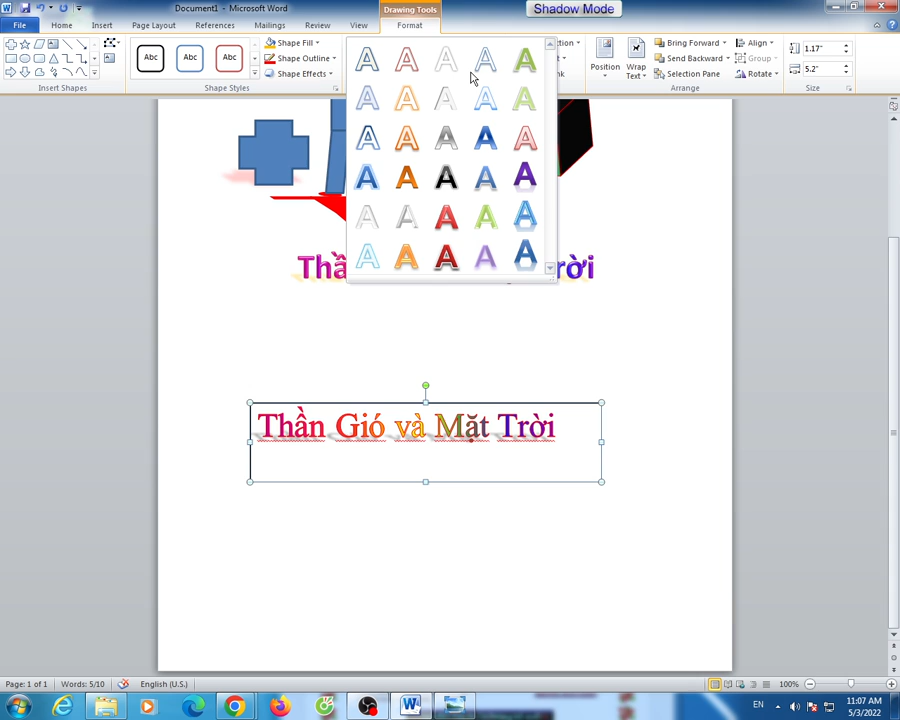 Document1 - Microsoft Word
Drawing Tools
Shadow Mode
File Home Insert Page Layout References Mailings Review View Format
Abc Abc Abc
Shape Fill
Shape Outline
Shape Effects
Position
Wrap Text
Bring Forward
Send Backward
Selection Pane
Align
Group
Rotate
1.17"
5.2"
Insert Shapes Shape Styles Arrange Size
A A A A A
A A A A A
A A A A A
A A A A A
A A A A A
A A A A A
Thần Gió và Mặt Trời
Page: 1 of 1 Words: 5/10 English (U.S.) 100%
EN
11:07 AM
5/3/2022